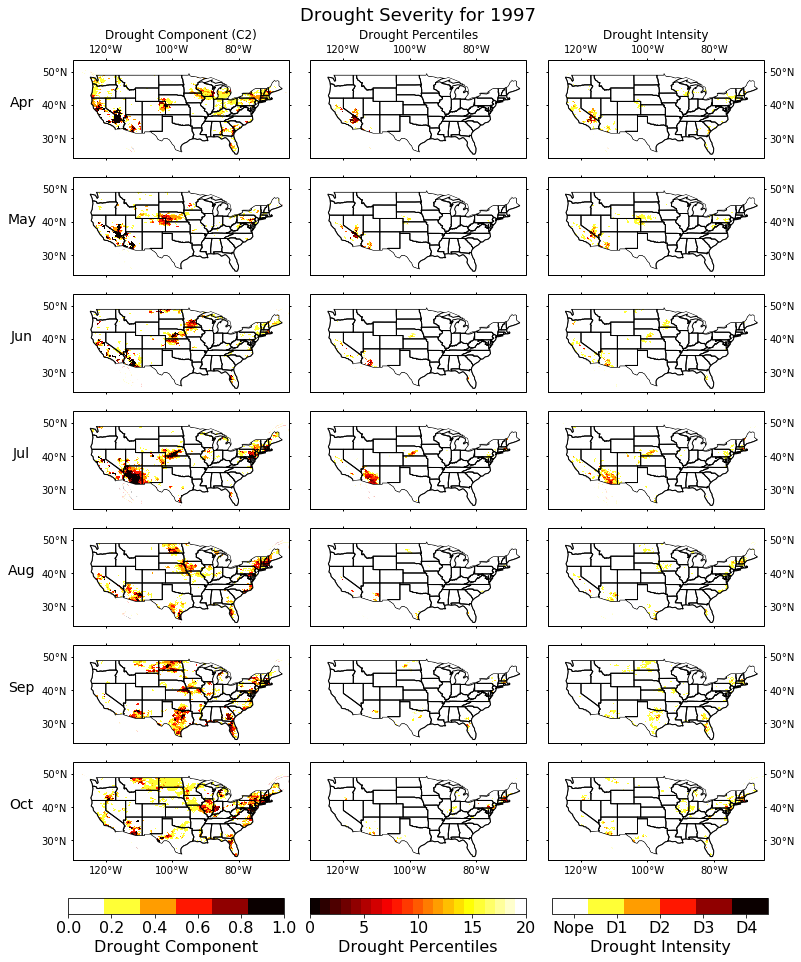 Drought Severity for 1997
Drought Component (C2) Drought Percentiles Drought Intensity
120°W 100°W 80°W 120°W 100°W 80°W 120°W 100°W 80°W
50°N 50°N
Apr 40°N 40°N
30°N 30°N
50°N 50°N
May 40°N 40°N
30°N 30°N
50°N 50°N
Jun 40°N 40°N
30°N 30°N
50°N 50°N
Jul 40°N 40°N
30°N 30°N
50°N 50°N
Aug 40°N 40°N
30°N 30°N
50°N 50°N
Sep 40°N 40°N
30°N 30°N
50°N 50°N
Oct 40°N 40°N
30°N 30°N
120°W 100°W 80°W 120°W 100°W 80°W 120°W 100°W 80°W
0.0 0.2 0.4 0.6 0.8 1.0 0 5 10 15 20 Nope D1 D2 D3 D4
Drought Component Drought Percentiles Drought Intensity